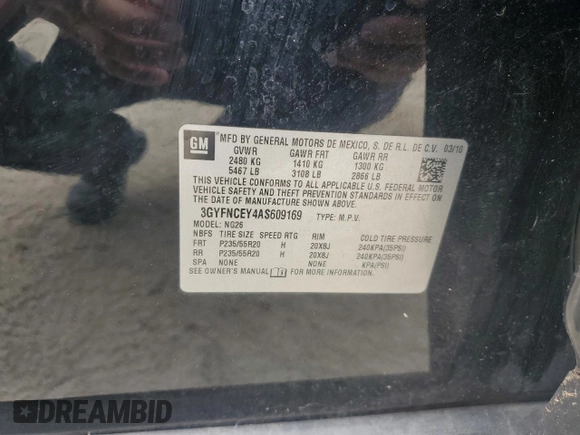 GM
MFD BY GENERAL MOTORS DE MEXICO, S. DE R.L. DE C.V. 03/10
GVWR GAWR FRT GAWR RR
2480 KG 1410 KG 1300 KG
5467 LB 3108 LB 2866 LB
THIS VEHICLE CONFORMS TO ALL APPLICABLE U.S. FEDERAL MOTOR
VEHICLE SAFETY, BUMPER, AND THEFT PREVENTION STANDARDS IN
EFFECT ON THE DATE OF MANUFACTURE SHOWN ABOVE.
3GYFNCEY4AS609169 TYPE: M.P.V.
MODEL: NG26
NBFS TIRE SIZE SPEED RTG RIM COLD TIRE PRESSURE
FRT P235/55R20 H 20X8J 240KPA(35PSI)
RR P235/55R20 H 20X8J 240KPA(35PSI)
SPA NONE NONE KPA(PSI)
SEE OWNER'S MANUAL FOR MORE INFORMATION.
DREAMBID